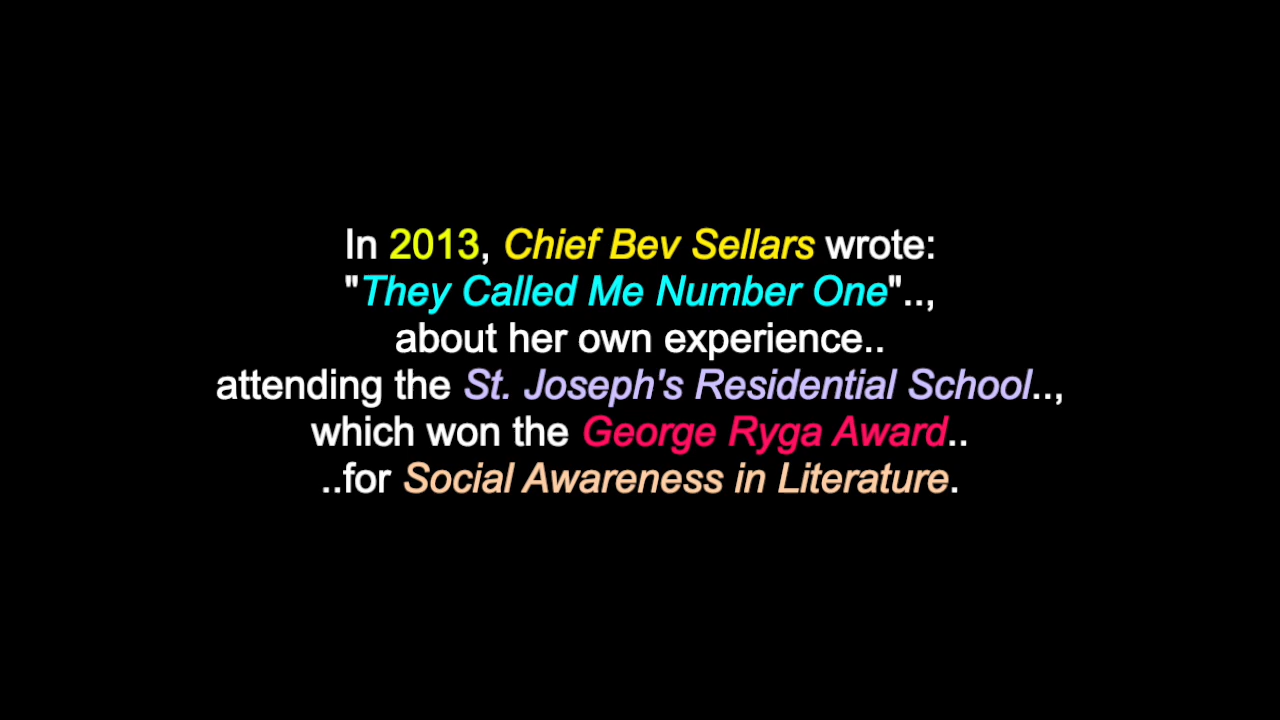 In 2013, Chief Bev Sellars wrote:
"They Called Me Number One"..,
about her own experience..
attending the St. Joseph's Residential School..,
which won the George Ryga Award..
..for Social Awareness in Literature.